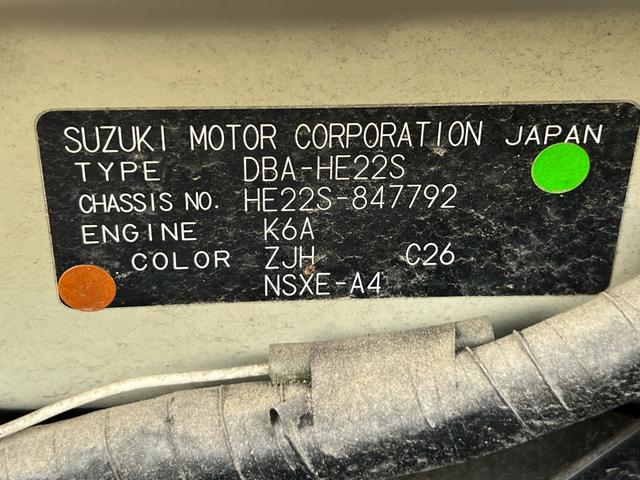 SUZUKI MOTOR CORPORATION JAPAN
TYPE DBA-HE22S
CHASSIS NO. HE22S-847792
ENGINE K6A
COLOR ZJH C26
NSXE-A4